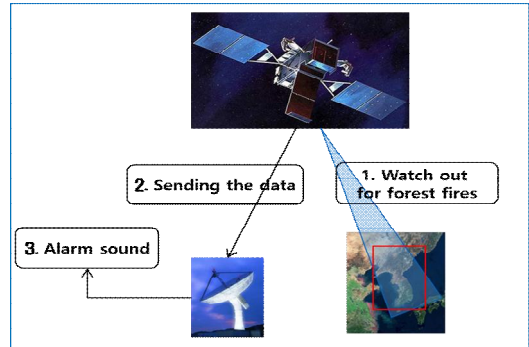 1. Watch out
for forest fires
2. Sending the data
3. Alarm sound